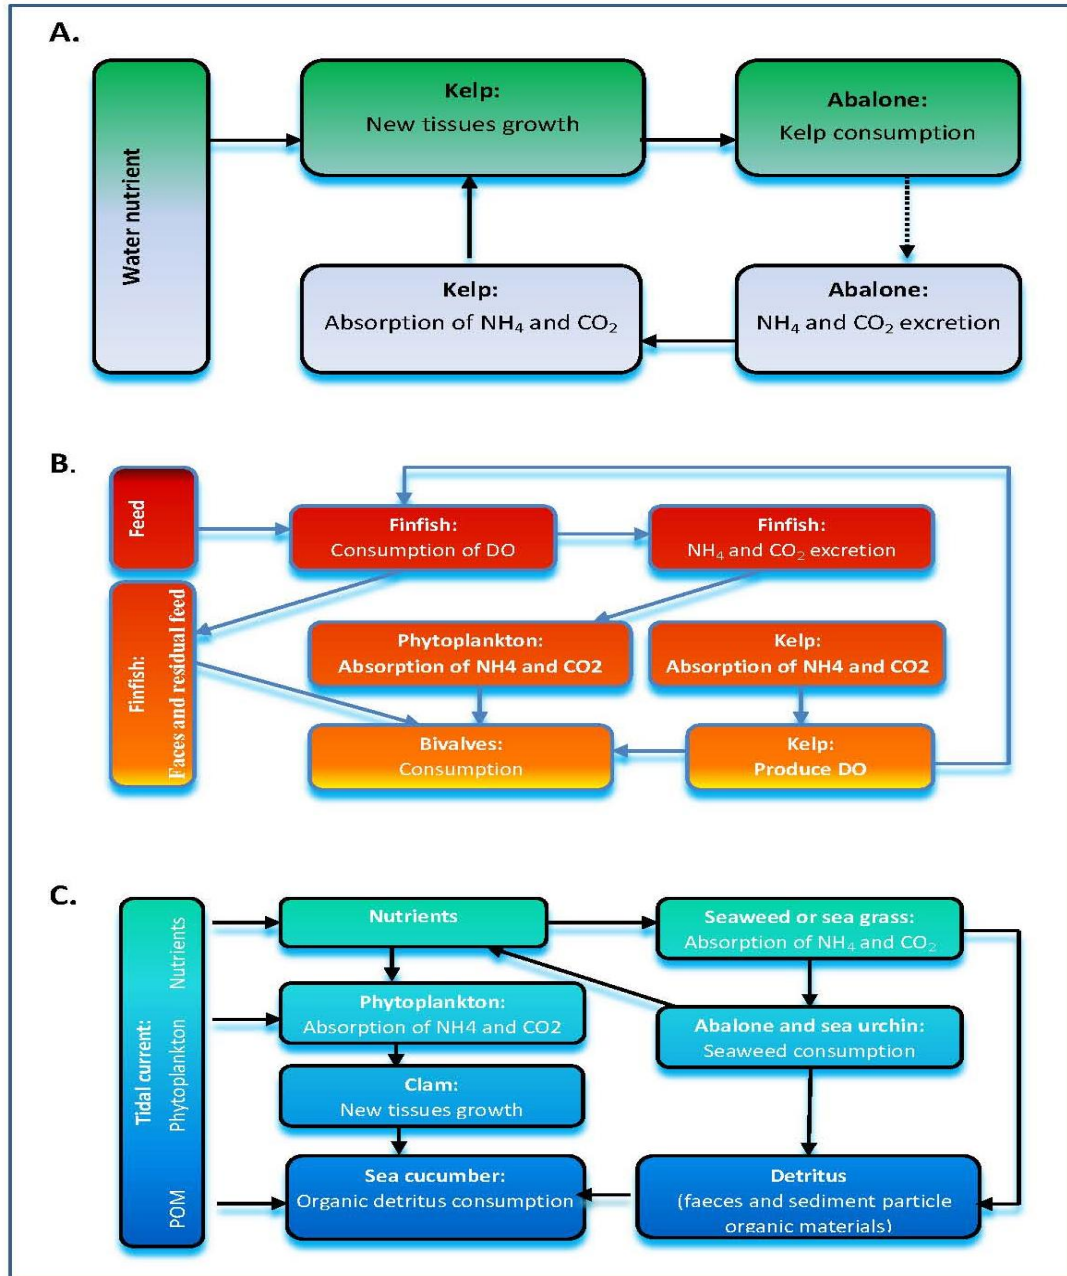 A.
Water nutrient
Kelp:
New tissues growth
Abalone:
Kelp consumption
Kelp:
Absorption of NH₄ and CO₂
Abalone:
NH₄ and CO₂ excretion
B.
Feed
Finfish:
Consumption of DO
Finfish:
NH₄ and CO₂ excretion
Finfish:
Faces and residual feed
Phytoplankton:
Absorption of NH4 and CO2
Kelp:
Absorption of NH4 and CO2
Bivalves:
Consumption
Kelp:
Produce DO
C.
Tidal current:
Nutrients
Phytoplankton
POM
Nutrients
Seaweed or sea grass:
Absorption of NH₄ and CO₂
Phytoplankton:
Absorption of NH4 and CO2
Abalone and sea urchin:
Seaweed consumption
Clam:
New tissues growth
Sea cucumber:
Organic detritus consumption
Detritus
(faeces and sediment particle
organic materials)